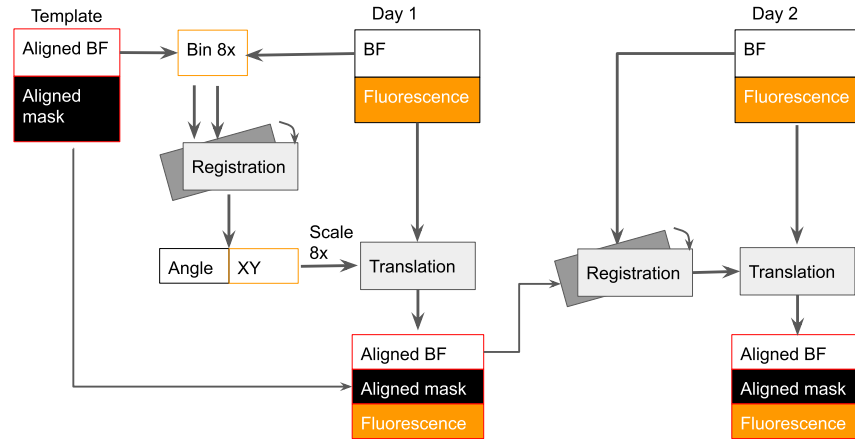 Template
Day 1
Day 2
Aligned BF
Bin 8x
BF
BF
Aligned
mask
Fluorescence
Fluorescence
Registration
Scale
8x
Angle
XY
Translation
Registration
Translation
Aligned BF
Aligned mask
Fluorescence
Aligned BF
Aligned mask
Fluorescence